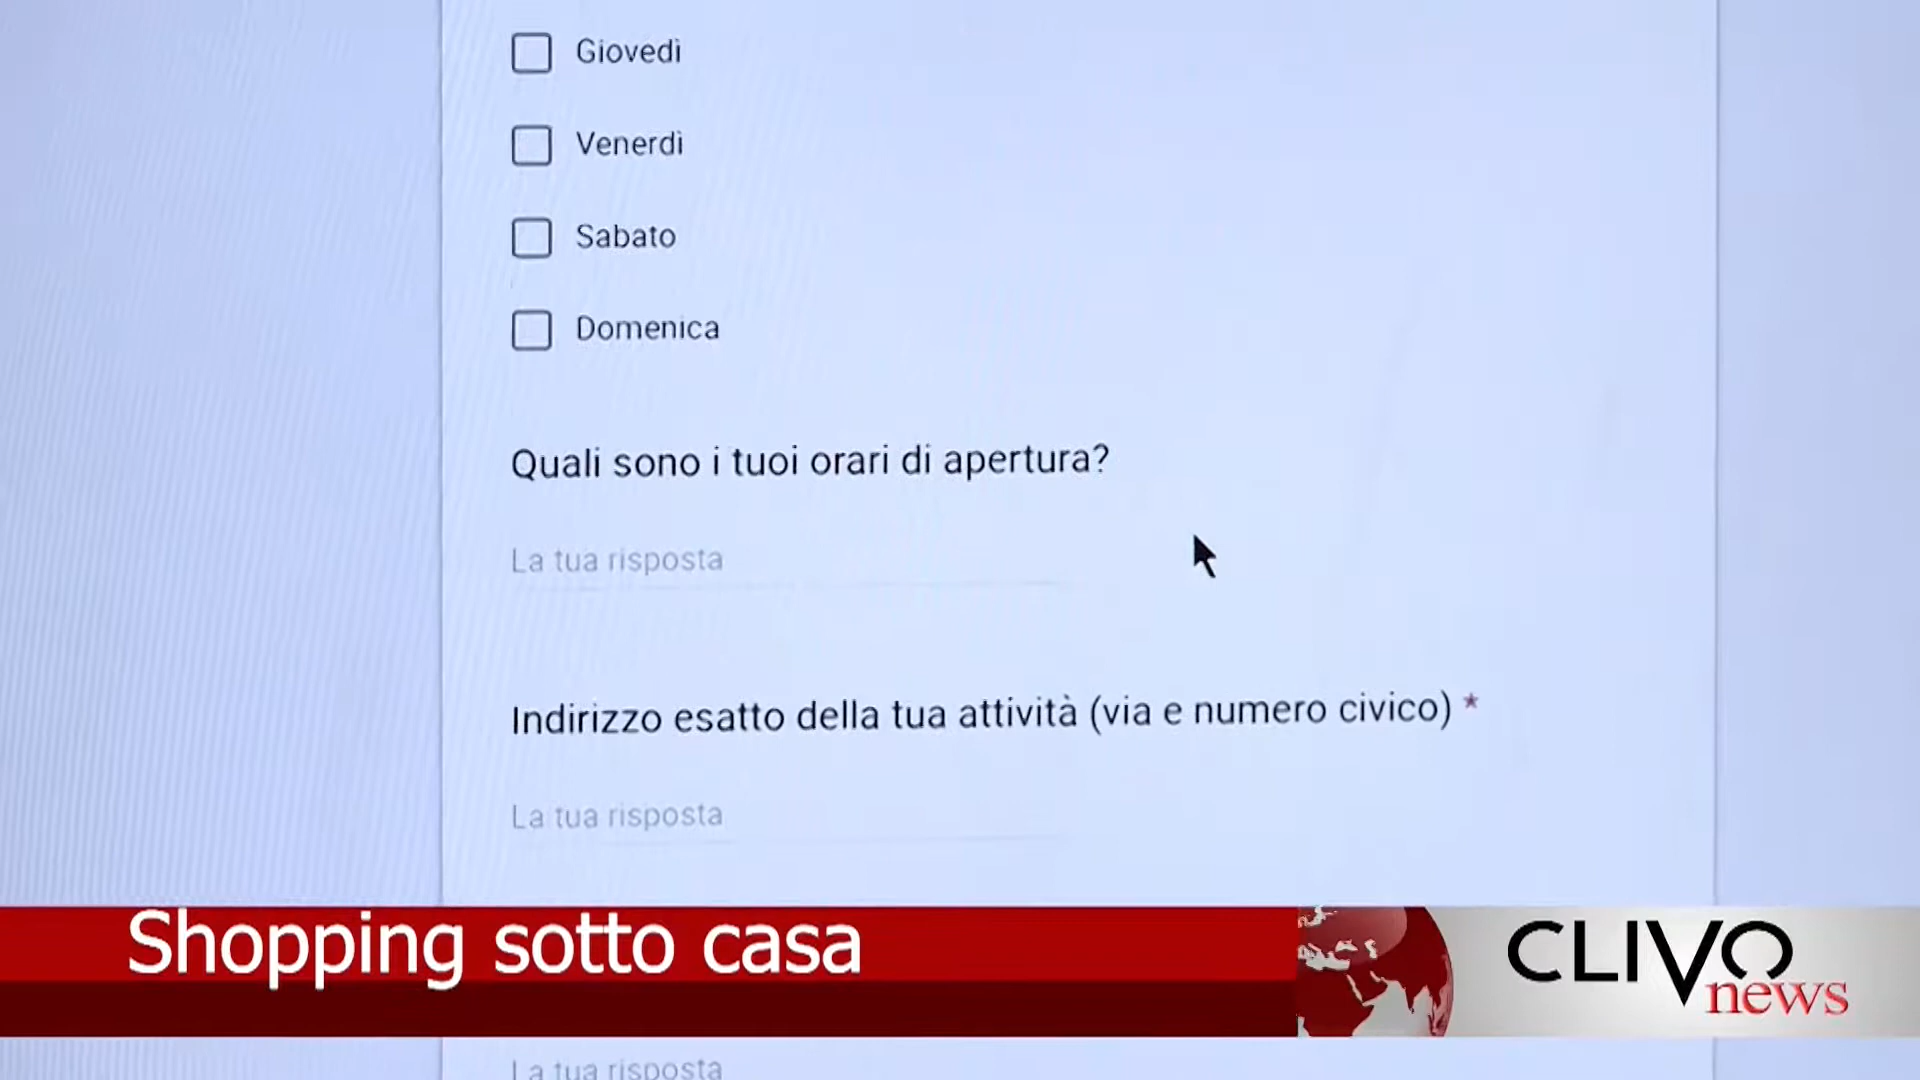 Giovedì
Venerdì
Sabato
Domenica
Quali sono i tuoi orari di apertura?
La tua risposta
Indirizzo esatto della tua attività (via e numero civico) *
La tua risposta
Shopping sotto casa
CLIVO
news
La tua risposta